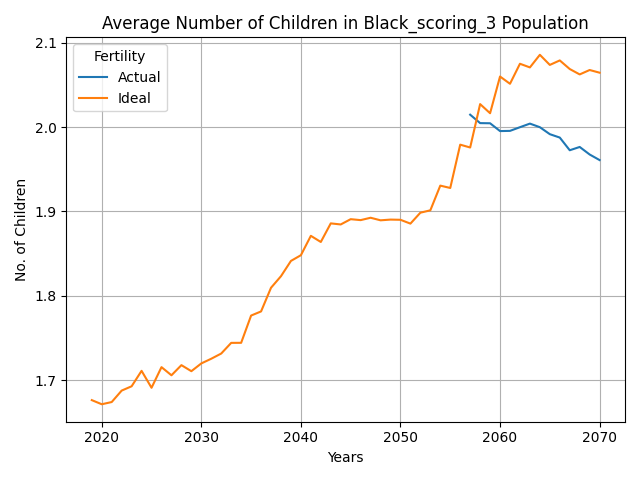 Average Number of Children in Black_scoring_3 Population
Fertility
Actual
Ideal
2.1
2.0
1.9
1.8
1.7
No. of Children
2020 2030 2040 2050 2060 2070
Years